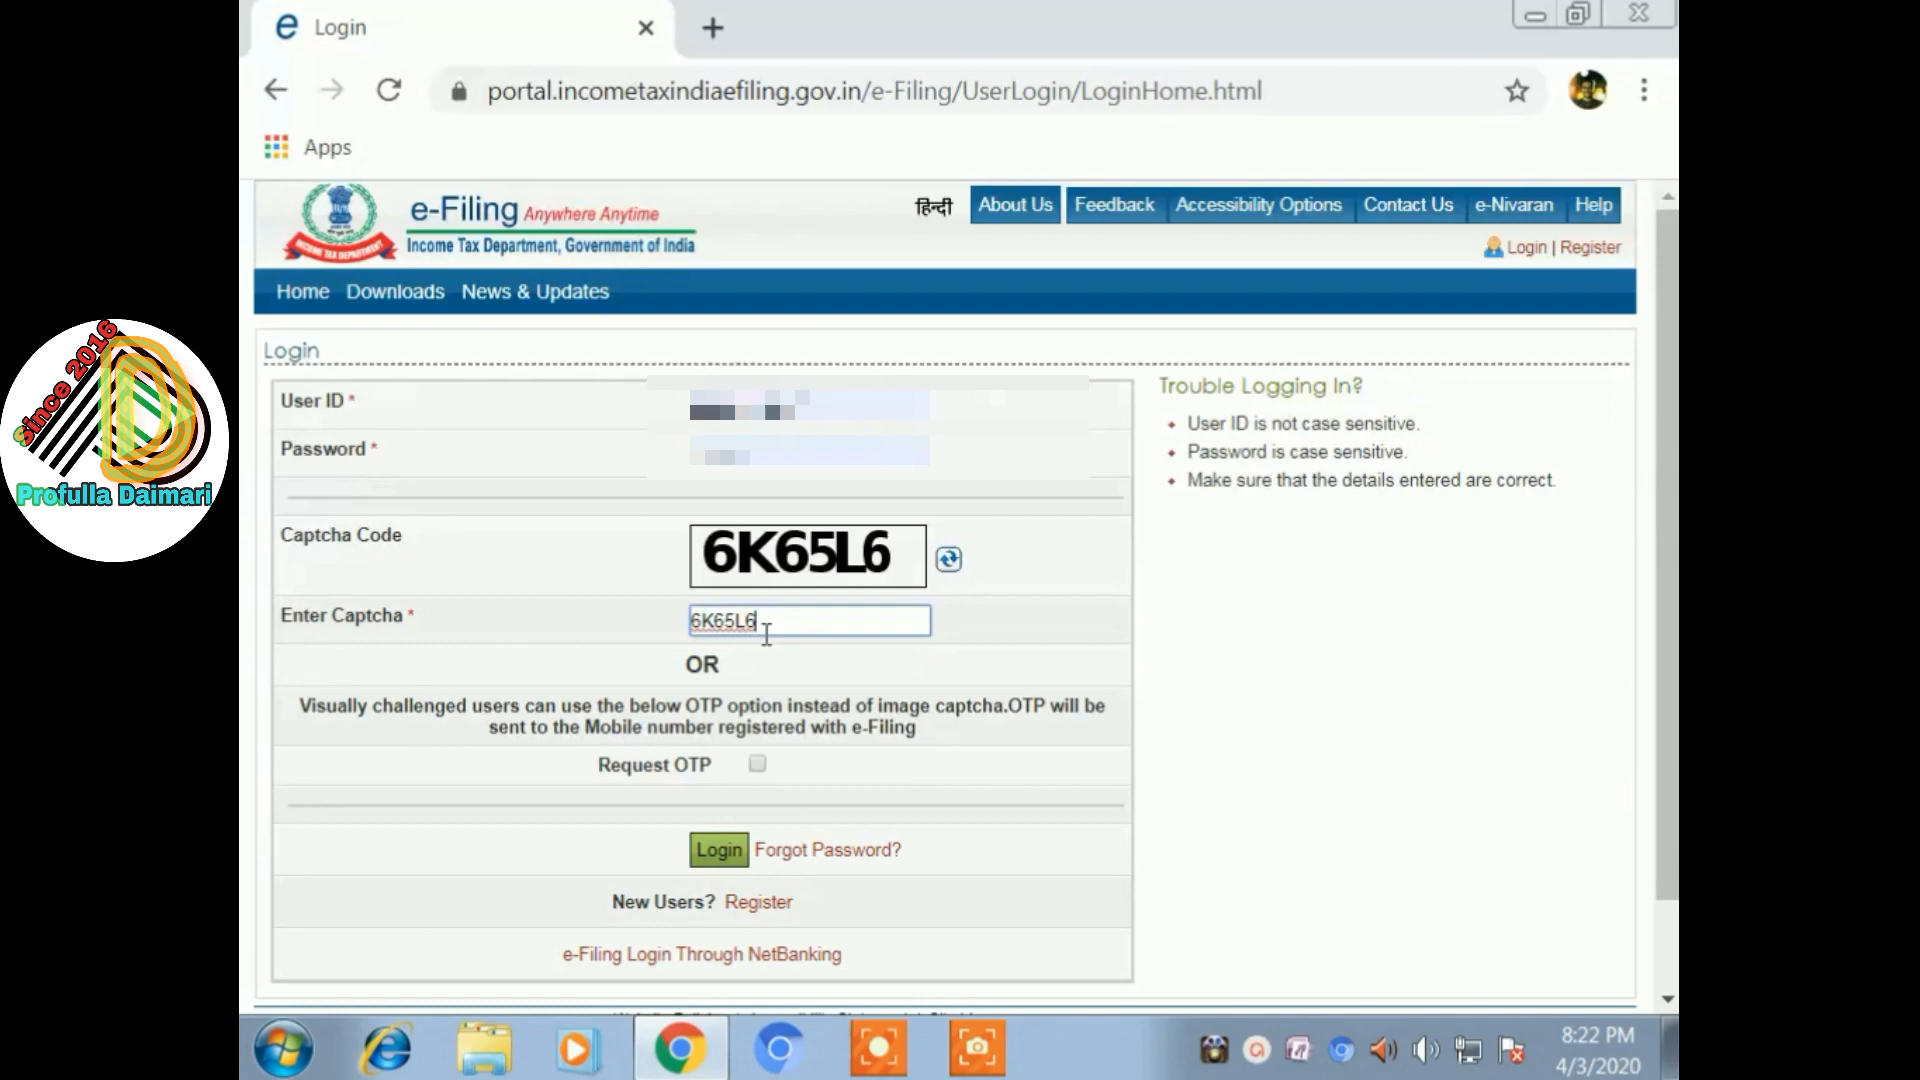 Login
portal.incometaxindiaefiling.gov.in/e-Filing/UserLogin/LoginHome.html
Apps
e-Filing Anywhere Anytime
Income Tax Department, Government of India
INCOME TAX DEPARTMENT
हिन्दी About Us Feedback Accessibility Options Contact Us e-Nivaran Help
Login | Register
Home Downloads News & Updates
Since 2016
D
Profulla Daimari
Login
User ID *
Password *
Captcha Code
6K65L6
Enter Captcha *
6K65L6
OR
Visually challenged users can use the below OTP option instead of image captcha.OTP will be
sent to the Mobile number registered with e-Filing
Request OTP
Login Forgot Password?
New Users? Register
e-Filing Login Through NetBanking
Trouble Logging In?
User ID is not case sensitive.
Password is case sensitive.
Make sure that the details entered are correct.
8:22 PM
4/3/2020